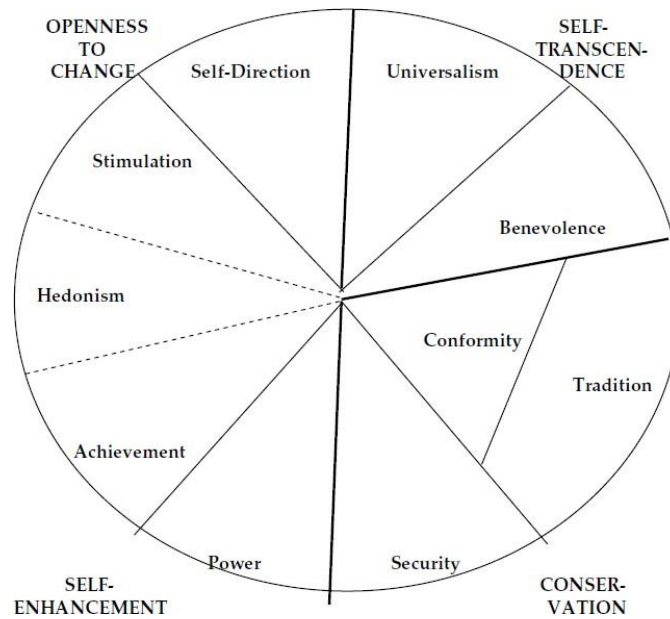 OPENNESS
TO
CHANGE
Self-Direction
Universalism
SELF-
TRANSCEN-
DENCE
Stimulation
Benevolence
Hedonism
Conformity
Tradition
Achievement
Power
Security
SELF-
ENHANCEMENT
CONSER-
VATION